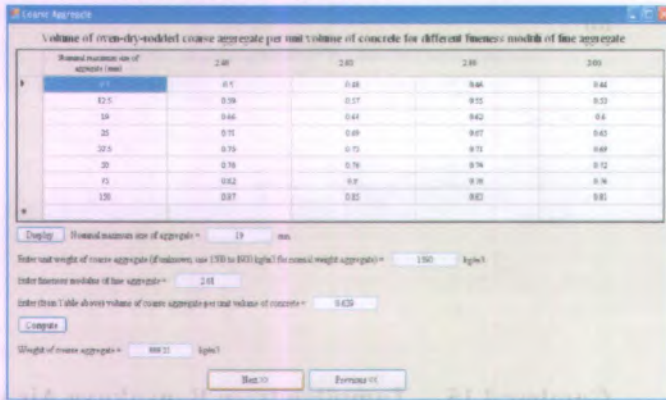 Coarse Aggregate
Volume of oven-dry-rodded coarse aggregate per unit volume of concrete for different fineness moduli of fine aggregate
Nominal maximum size of aggregate (mm) 2.40 2.60 2.80 3.00
9.5 0.5 0.48 0.46 0.44
12.5 0.59 0.57 0.55 0.53
19 0.66 0.64 0.62 0.6
25 0.71 0.69 0.67 0.65
37.5 0.75 0.73 0.71 0.69
50 0.78 0.76 0.74 0.72
75 0.82 0.8 0.78 0.76
150 0.87 0.85 0.83 0.81
Display Nominal maximum size of aggregate = 19 mm
Enter unit weight of coarse aggregate (if unknown, use 1350 to 1600 kg/m3 for normal weight aggregate) = kg/m3
Enter fineness modulus of fine aggregate =
Enter (from Table above) volume of coarse aggregate per unit volume of concrete = 0.629
Compute
Weight of coarse aggregate = kg/m3
Next >> Previous <<